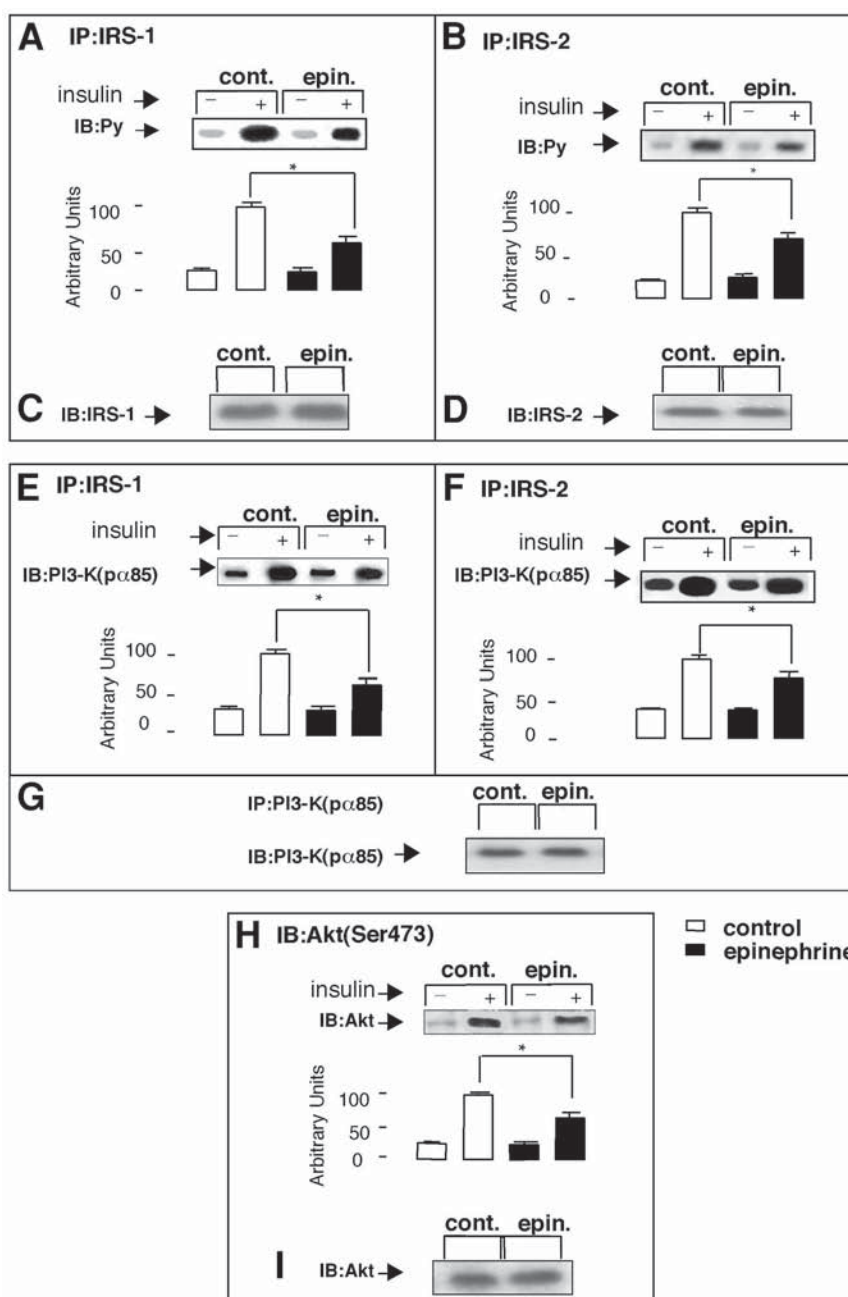 A IP:IRS-1
cont. epin.
insulin − + − +
IB:Py
*
Arbitrary Units
100
50
0
cont. epin.
C IB:IRS-1
B IP:IRS-2
cont. epin.
insulin − + − +
IB:Py
*
Arbitrary Units
100
50
0
cont. epin.
D IB:IRS-2
E IP:IRS-1
cont. epin.
insulin − + − +
IB:PI3-K(pα85)
*
Arbitrary Units
100
50
0
F IP:IRS-2
cont. epin.
insulin − + − +
IB:PI3-K(pα85)
*
Arbitrary Units
100
50
0
G
cont. epin.
IP:PI3-K(pα85)
IB:PI3-K(pα85)
H IB:Akt(Ser473)
cont. epin.
insulin − + − +
IB:Akt
*
Arbitrary Units
100
50
0
cont. epin.
I IB:Akt
control
epinephrine